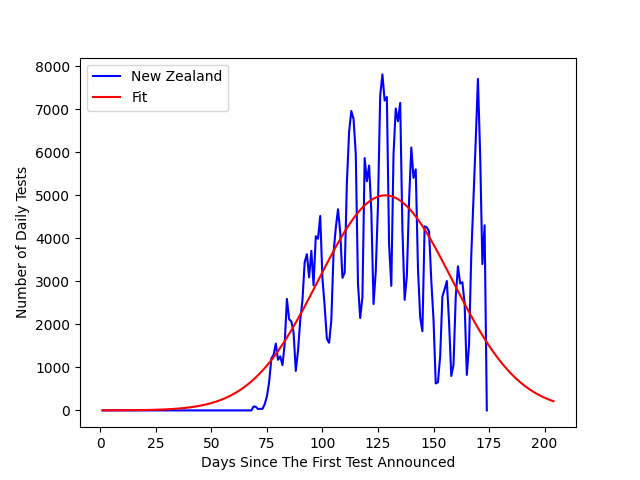 New Zealand
Fit
8000
7000
6000
5000
4000
3000
2000
1000
0
Number of Daily Tests
0 25 50 75 100 125 150 175 200
Days Since The First Test Announced